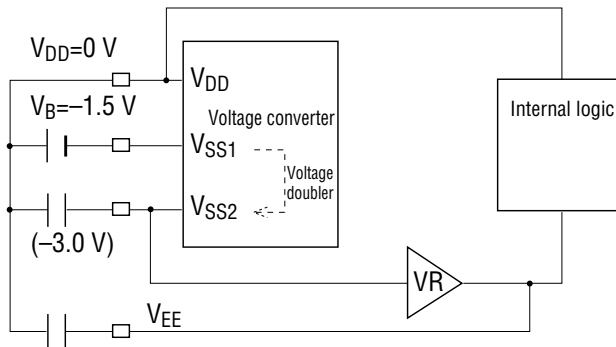 VDD=0 V
VDD
VB=–1.5 V
Voltage converter
Internal logic
VSS1
Voltage
doubler
VSS2
(–3.0 V)
VR
VEE